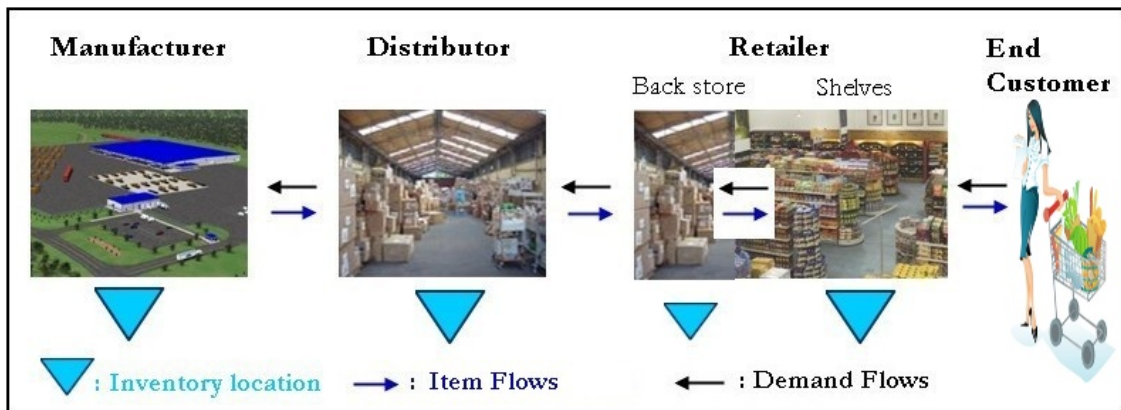 Manufacturer
Distributor
Retailer
End
Customer
Back store
Shelves
: Inventory location
: Item Flows
: Demand Flows